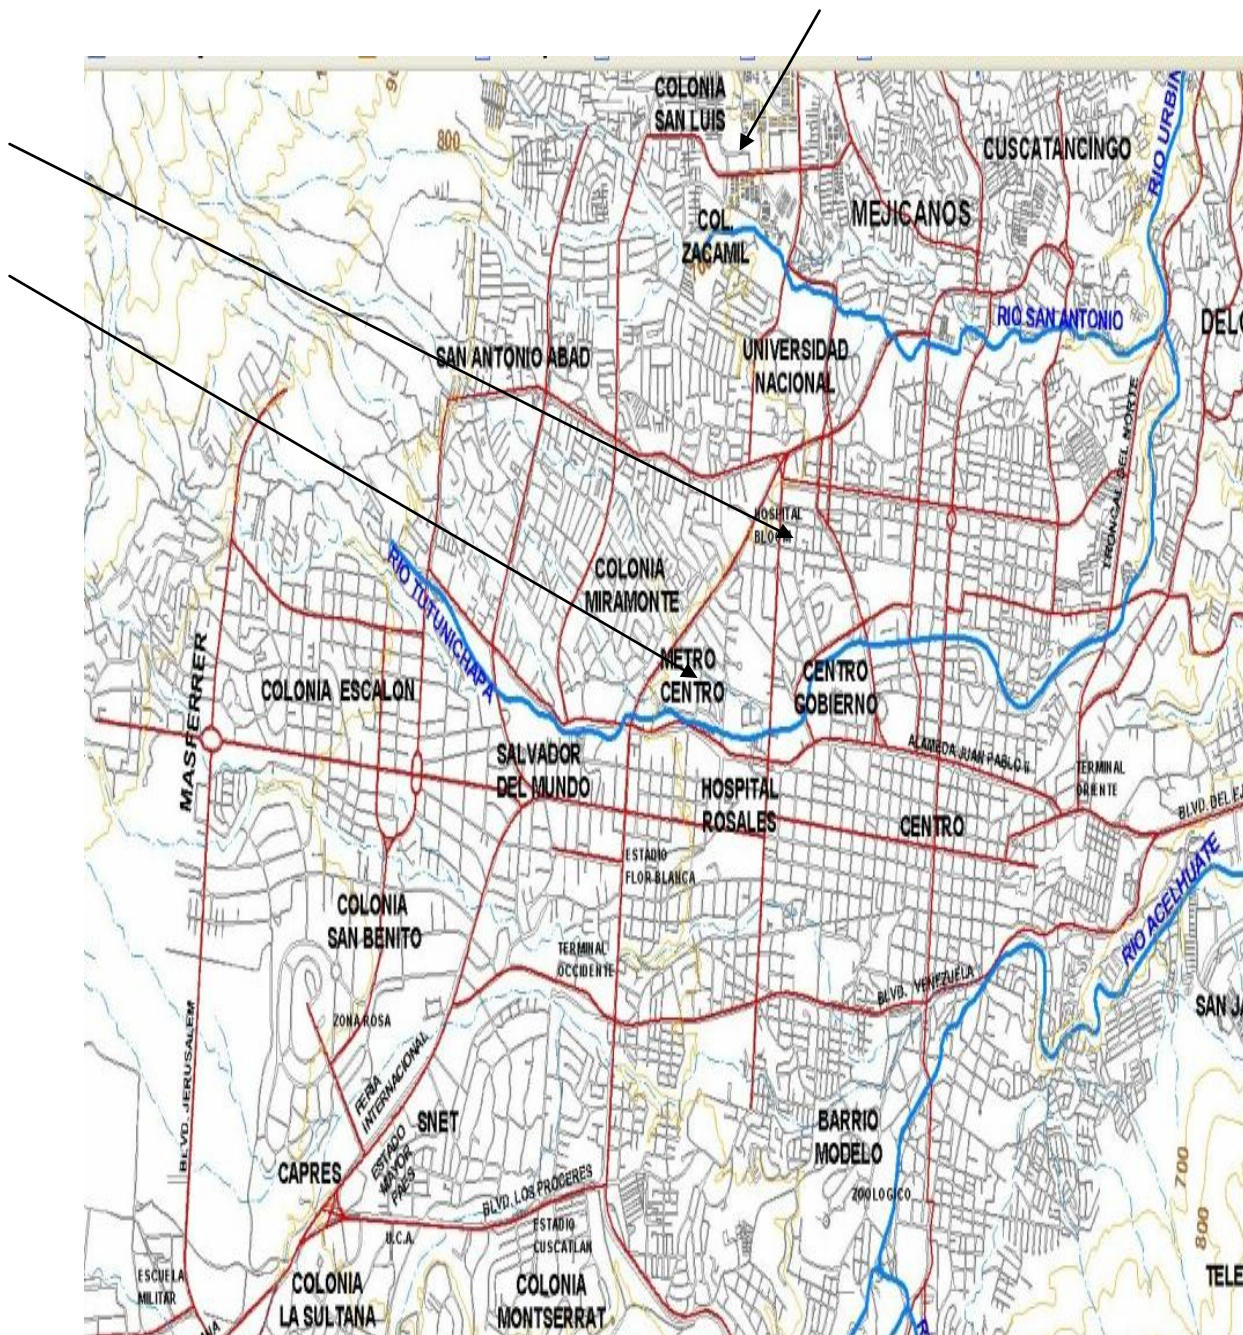 COLONIA
SAN LUIS
800
CUSCATANCINGO
MEJICANOS
COL.
ZACAMIL
RIO SAN ANTONIO
SAN ANTONIO ABAD
UNIVERSIDAD
NACIONAL
TRONCAL DEL NORTE
HOSPITAL
COLONIA
MIRAMONTE
RIO TUTUNICHAPA
MASFERRER
COLONIA ESCALON
METRO
CENTRO
CENTRO
GOBIERNO
SALVADOR
DEL MUNDO
ALAMEDA JUAN PABLO II
TERMINAL
ORIENTE
HOSPITAL
ROSALES
CENTRO
ESTADIO
FLOR BLANCA
RIO ACELHUATE
COLONIA
SAN BENITO
TERMINAL
OCCIDENTE
BLVD. VENEZUELA
ZONA ROSA
BLVD. JERUSALEM
FERIA
INTERNACIONAL
SNET
ESTADO
MAYOR
CAPRES
BLVD. LOS PROCERES
BARRIO
MODELO
ZOOLOGICO
700
800
U.C.A.
ESTADIO
CUSCATLAN
ESCUELA
MILITAR
COLONIA
LA SULTANA
COLONIA
MONTSERRAT